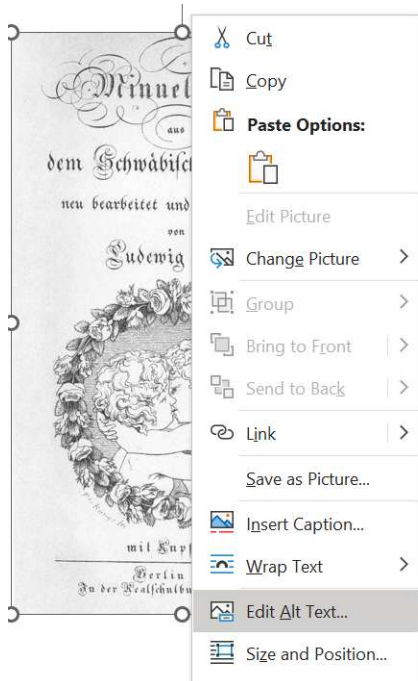 Minnel
aus
dem Schwäbiſc
neu bearbeitet und
von
Ludewig
mit Kupf
Berlin
In der Realſchulbu
Cut
Copy
Paste Options:
Edit Picture
Change Picture
Group
Bring to Front
Send to Back
Link
Save as Picture...
Insert Caption...
Wrap Text
Edit Alt Text...
Size and Position...